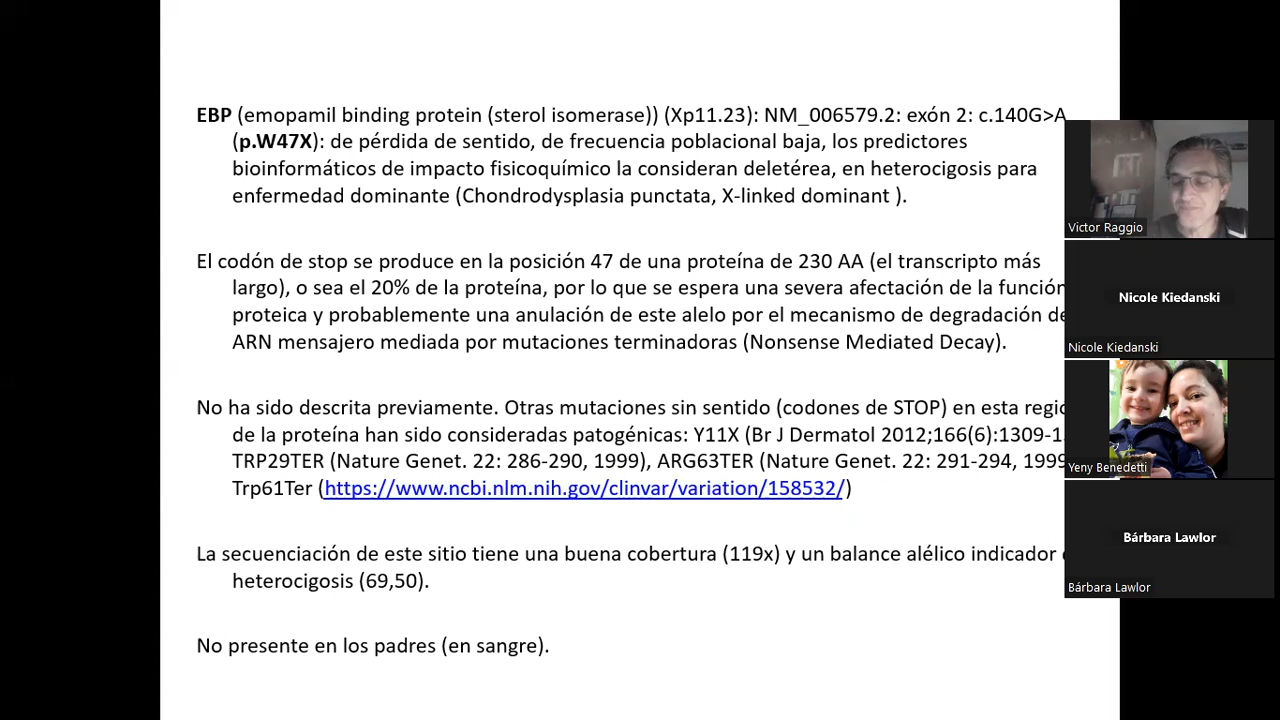 EBP (emopamil binding protein (sterol isomerase)) (Xp11.23): NM_006579.2: exón 2: c.140G>A
(p.W47X): de pérdida de sentido, de frecuencia poblacional baja, los predictores
bioinformáticos de impacto fisicoquímico la consideran deletérea, en heterocigosis para
enfermedad dominante (Chondrodysplasia punctata, X-linked dominant ).
El codón de stop se produce en la posición 47 de una proteína de 230 AA (el transcripto más
largo), o sea el 20% de la proteína, por lo que se espera una severa afectación de la función
proteica y probablemente una anulación de este alelo por el mecanismo de degradación de
ARN mensajero mediada por mutaciones terminadoras (Nonsense Mediated Decay).
No ha sido descrita previamente. Otras mutaciones sin sentido (codones de STOP) en esta
de la proteína han sido consideradas patogénicas: Y11X (Br J Dermatol 2012;166(6):1309-1
TRP29TER (Nature Genet. 22: 286-290, 1999), ARG63TER (Nature Genet. 22: 291-294, 1999
Trp61Ter (https://www.ncbi.nlm.nih.gov/clinvar/variation/158532/)
La secuenciación de este sitio tiene una buena cobertura (119x) y un balance alélico indicador
heterocigosis (69,50).
No presente en los padres (en sangre).
Victor Raggio
Nicole Kiedanski
Nicole Kiedanski
Yeny Benedetti
Bárbara Lawlor
Bárbara Lawlor